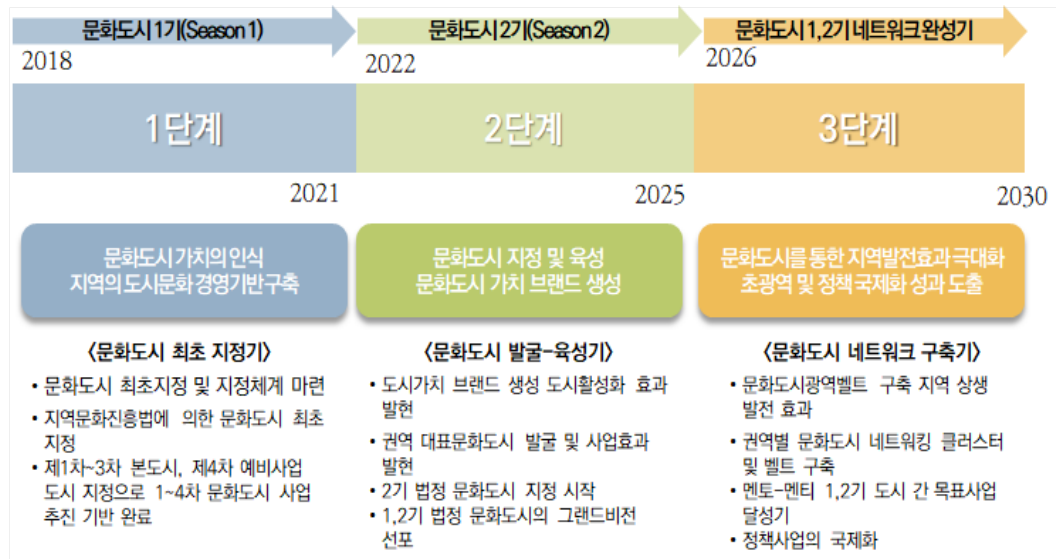 문화도시 1기(Season 1)
문화도시 2기(Season 2)
문화도시 1,2기 네트워크 완성기
2018
2022
2026
1단계
2단계
3단계
2021
2025
2030
문화도시 가치의 인식
지역의 도시문화 경영기반 구축
문화도시 지정 및 육성
문화도시 가치 브랜드 생성
문화도시를 통한 지역발전효과 극대화
초광역 및 정책 국제화 성과 도출
〈문화도시 최초 지정기〉
• 문화도시 최초지정 및 지정체계 마련
• 지역문화진흥법에 의한 문화도시 최초
지정
• 제1차~3차 본도시, 제4차 예비사업
도시 지정으로 1~4차 문화도시 사업
추진 기반 완료
〈문화도시 발굴-육성기〉
• 도시가치 브랜드 생성 도시활성화 효과
발현
• 권역 대표문화도시 발굴 및 사업효과
발현
• 2기 법정 문화도시 지정 시작
• 1,2기 법정 문화도시의 그랜드비전
선포
〈문화도시 네트워크 구축기〉
• 문화도시광역벨트 구축 지역 상생
발전 효과
• 권역별 문화도시 네트워킹 클러스터
및 벨트 구축
• 멘토-멘티 1,2기 도시 간 목표사업
달성기
• 정책사업의 국제화